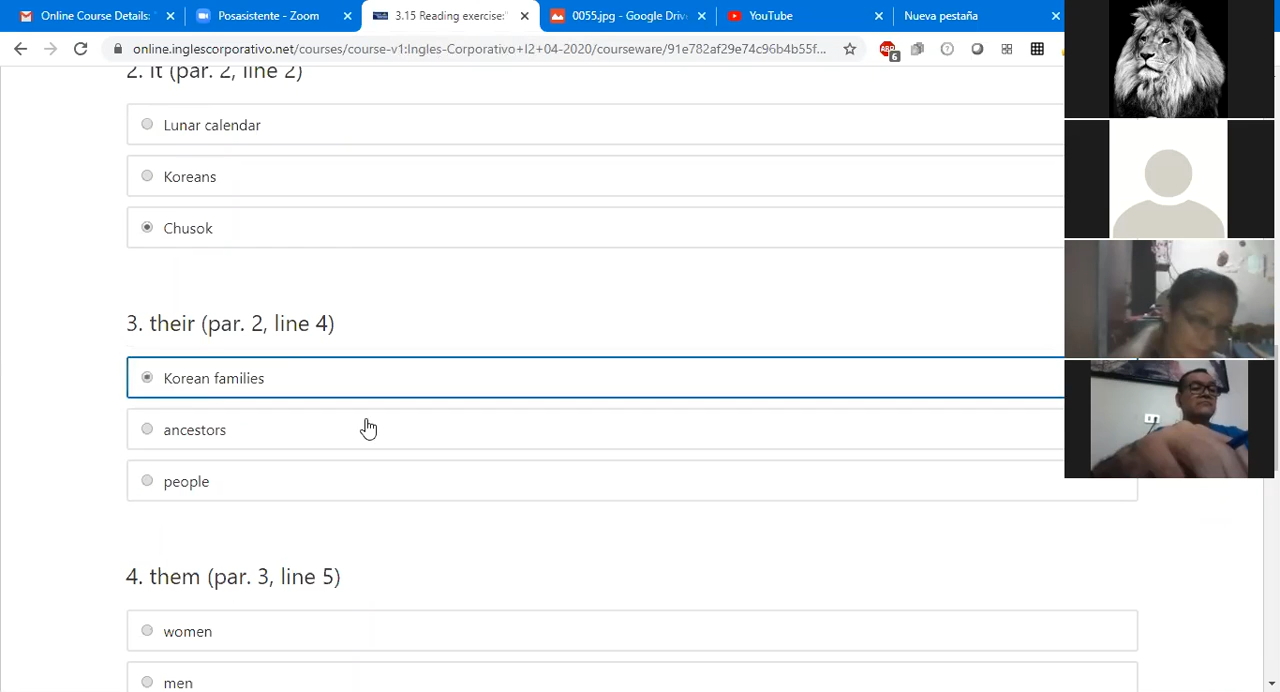 Online Course Details: "
Posasistente - Zoom
3.15 Reading exercise:"
0055.jpg - Google Driv
YouTube
Nueva pestaña
online.inglescorporativo.net/courses/course-v1:Ingles-Corporativo+I2+04-2020/courseware/91e782af29e74c96b4b55f...
ABP
6
2. it (par. 2, line 2)
Lunar calendar
Koreans
Chusok
3. their (par. 2, line 4)
Korean families
ancestors
people
4. them (par. 3, line 5)
women
men